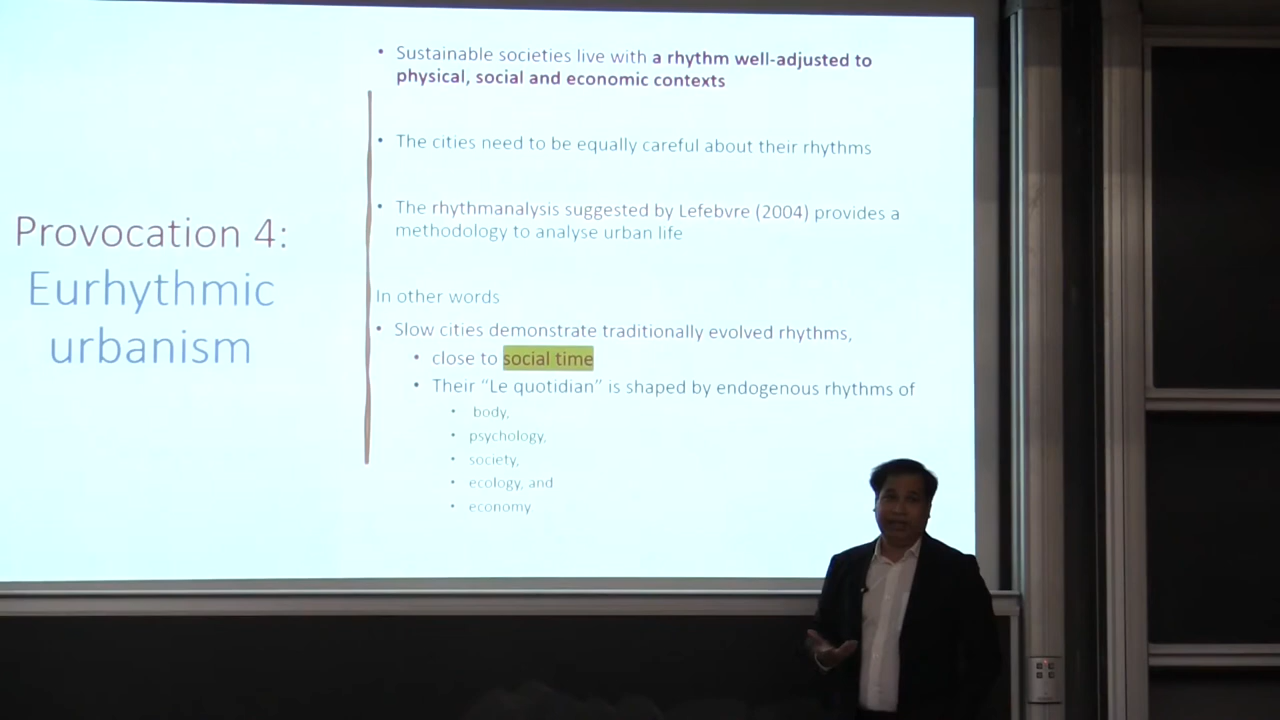 Provocation 4:
Eurhythmic
urbanism
• Sustainable societies live with a rhythm well-adjusted to
physical, social and economic contexts
• The cities need to be equally careful about their rhythms
• The rhythmanalysis suggested by Lefebvre (2004) provides a
methodology to analyse urban life
In other words
• Slow cities demonstrate traditionally evolved rhythms,
• close to social time
• Their “Le quotidian” is shaped by endogenous rhythms of
• body,
• psychology,
• society,
• ecology, and
• economy